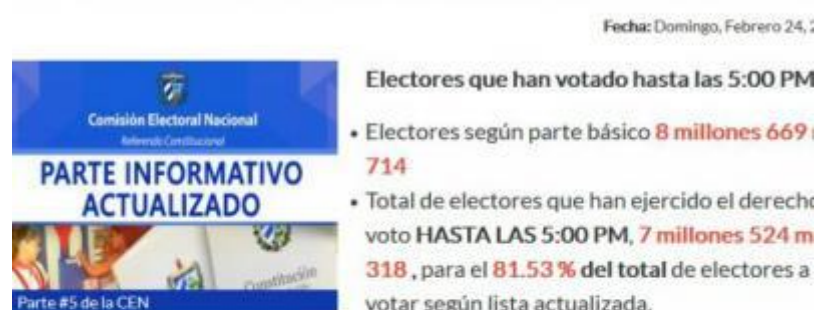 Fecha: Domingo, Febrero 24, 2
Comisión Electoral Nacional
Referendo Constitucional
PARTE INFORMATIVO
ACTUALIZADO
Constitución
Parte #5 de la CEN
Electores que han votado hasta las 5:00 PM
• Electores según parte básico 8 millones 669
714
• Total de electores que han ejercido el derecho
voto HASTA LAS 5:00 PM, 7 millones 524 m
318 , para el 81.53 % del total de electores a
votar según lista actualizada.